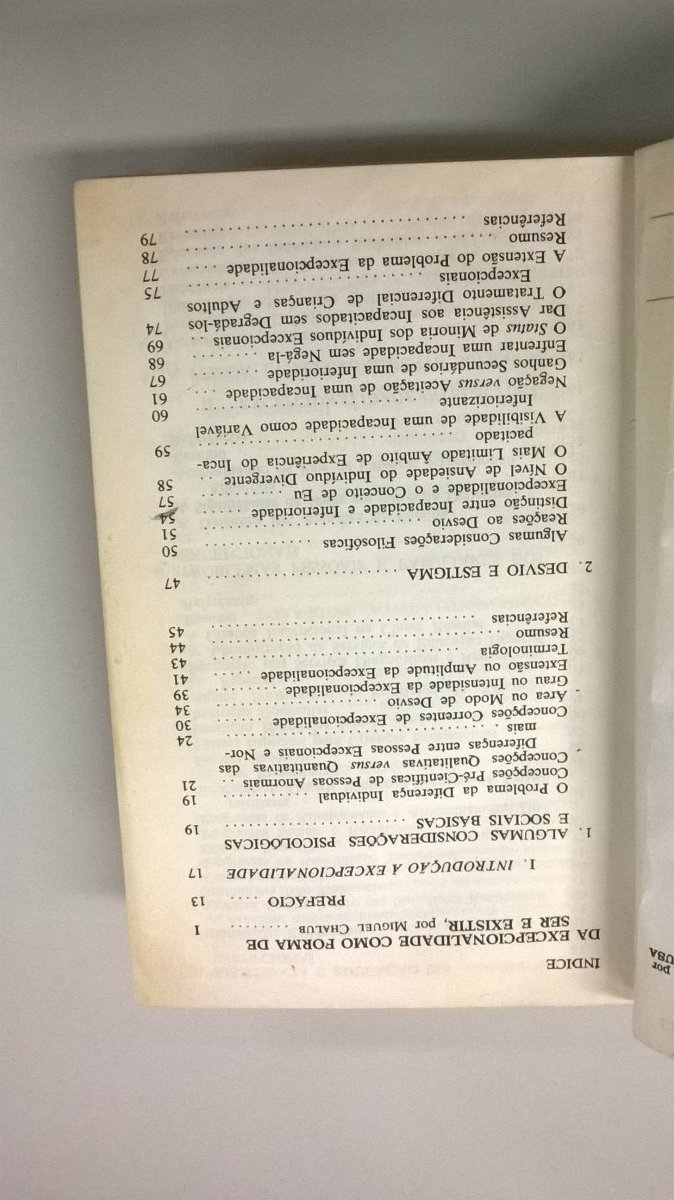 INDICE
DA EXCEPCIONALIDADE COMO FORMA DE
SER E EXISTIR, por MIGUEL CHALUB ........ I
PREFACIO .... 13
I. INTRODUÇÃO A EXCEPCIONALIDADE 17
1. ALGUMAS CONSIDERAÇÕES PSICOLÓGICAS
E SOCIAIS BÁSICAS ...................... 19
O Problema da Diferença Individual ........... 19
Concepções Pré-Científicas de Pessoas Anormais .. 21
Concepções Qualitativas versus Quantitativas das
Diferenças entre Pessoas Excepcionais e Nor-
mais ................................. 24
Concepções Correntes de Excepcionalidade ...... 30
Área ou Modo de Desvio .................... 34
Grau ou Intensidade da Excepcionalidade ........ 39
Extensão ou Amplitude da Excepcionalidade ..... 41
Terminologia ............................. 43
Resumo ................................. 44
Referências .............................. 45
2. DESVIO E ESTIGMA ........................ 47
Algumas Considerações Filosóficas ............. 50
Reações ao Desvio ......................... 51
Distinção entre Incapacidade e Inferioridade ..... 54
Excepcionalidade e o Conceito de Eu .......... 57
O Nível de Ansiedade do Indivíduo Divergente .. 58
O Mais Limitado Âmbito de Experiência do Inca-
pacitado ............................ 59
A Visibilidade de uma Incapacidade como Variável
Inferiorizante .......................... 60
Negação versus Aceitação de uma Incapacidade ... 61
Ganhos Secundários de uma Inferioridade ........ 67
Enfrentar uma Incapacidade sem Negá-la ........ 68
O Status de Minoria dos Indivíduos Excepcionais .. 69
Dar Assistência aos Incapacitados sem Degradá-los 74
O Tratamento Diferencial de Crianças e Adultos
Excepcionais .......................... 75
A Extensão do Problema da Excepcionalidade .... 77
Resumo ................................. 78
Referências .............................. 79
por
UBA